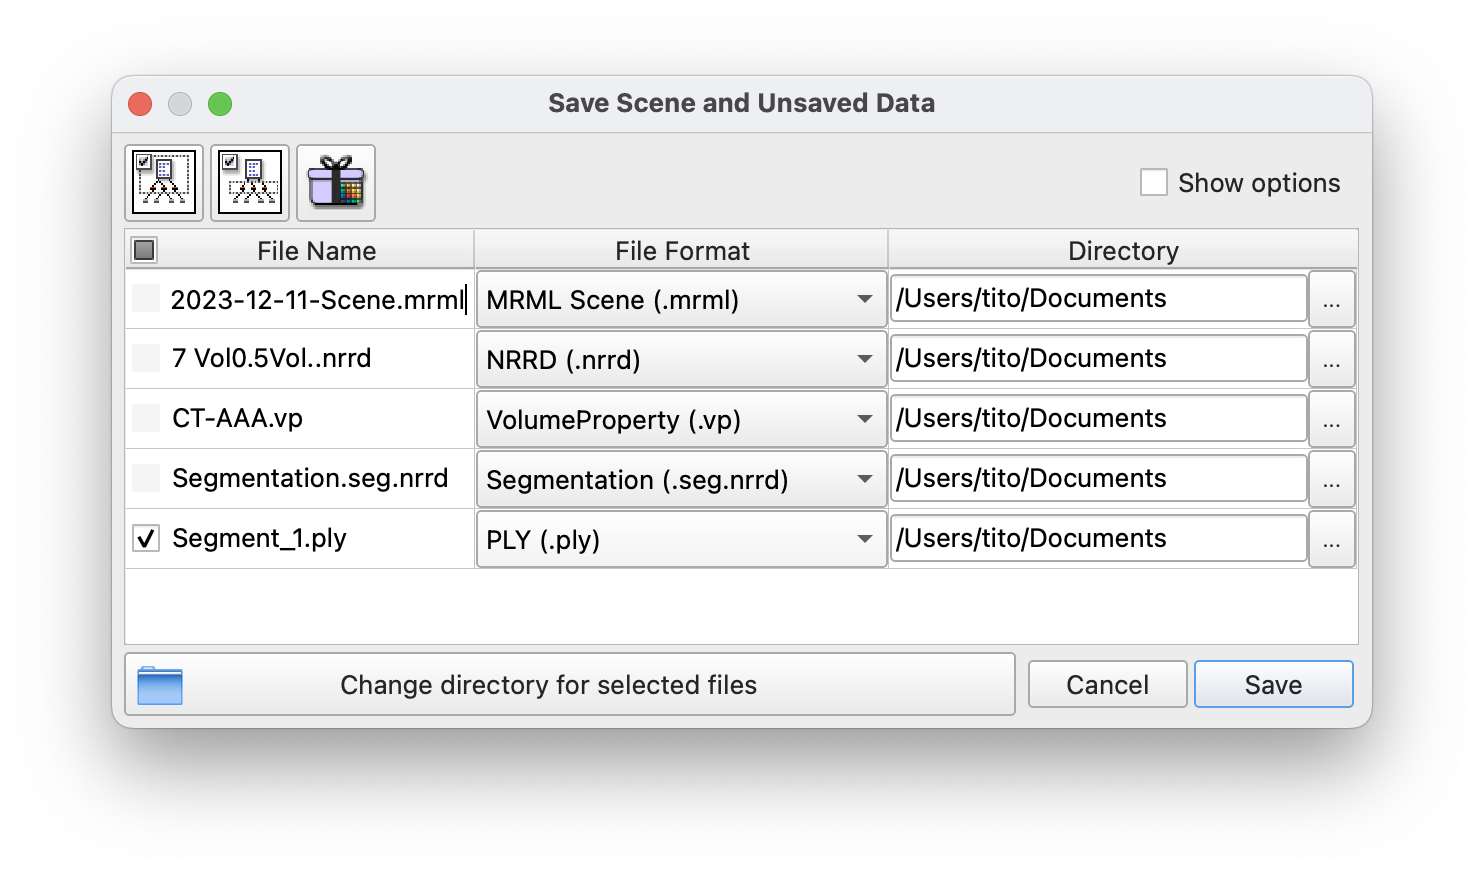 Save Scene and Unsaved Data
Show options
File Name File Format Directory
2023-12-11-Scene.mrml MRML Scene (.mrml) /Users/tito/Documents ...
7 Vol0.5Vol..nrrd NRRD (.nrrd) /Users/tito/Documents ...
CT-AAA.vp VolumeProperty (.vp) /Users/tito/Documents ...
Segmentation.seg.nrrd Segmentation (.seg.nrrd) /Users/tito/Documents ...
Segment_1.ply PLY (.ply) /Users/tito/Documents ...
Change directory for selected files Cancel Save